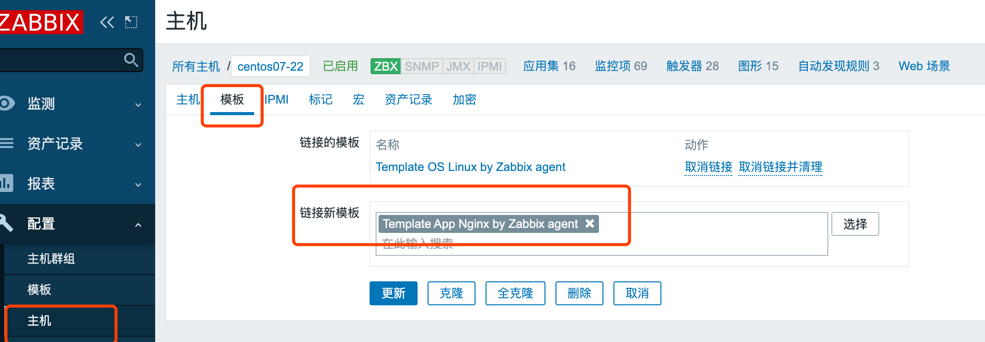 ZABBIX
主机
所有主机 / centos07-22 已启用 ZBX SNMP JMX IPMI 应用集 16 监控项 69 触发器 28 图形 15 自动发现规则 3 Web 场景
监测
主机 模板 IPMI 标记 宏 资产记录 加密
资产记录
链接的模板 名称 动作
Template OS Linux by Zabbix agent 取消链接 取消链接并清理
报表
链接新模板
Template App Nginx by Zabbix agent
选择
配置
在此输入搜索
主机群组
模板
更新 克隆 全克隆 删除 取消
主机